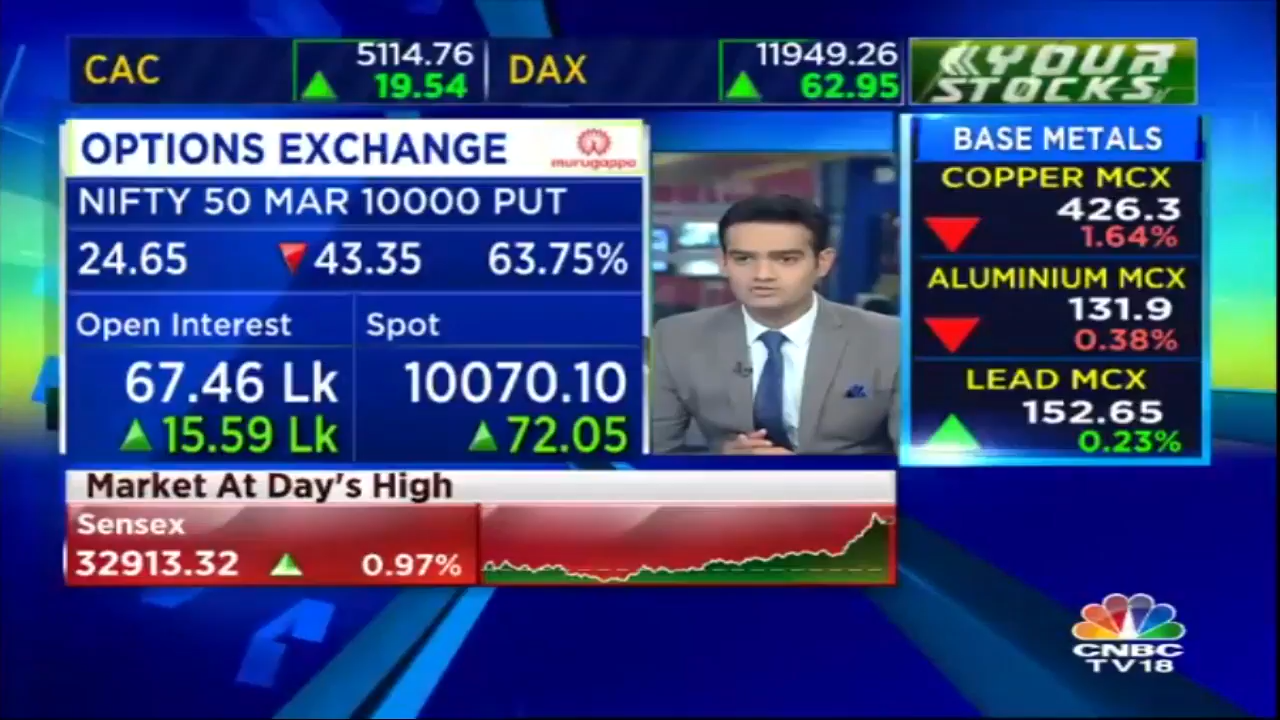 CAC 5114.76 19.54
DAX 11949.26 62.95
YOUR STOCKS
OPTIONS EXCHANGE
murugappa
NIFTY 50 MAR 10000 PUT
24.65 43.35 63.75%
Open Interest
67.46 Lk
15.59 Lk
Spot
10070.10
72.05
BASE METALS
COPPER MCX
426.3
1.64%
ALUMINIUM MCX
131.9
0.38%
LEAD MCX
152.65
0.23%
Market At Day's High
Sensex
32913.32 0.97%
CNBC
TV18